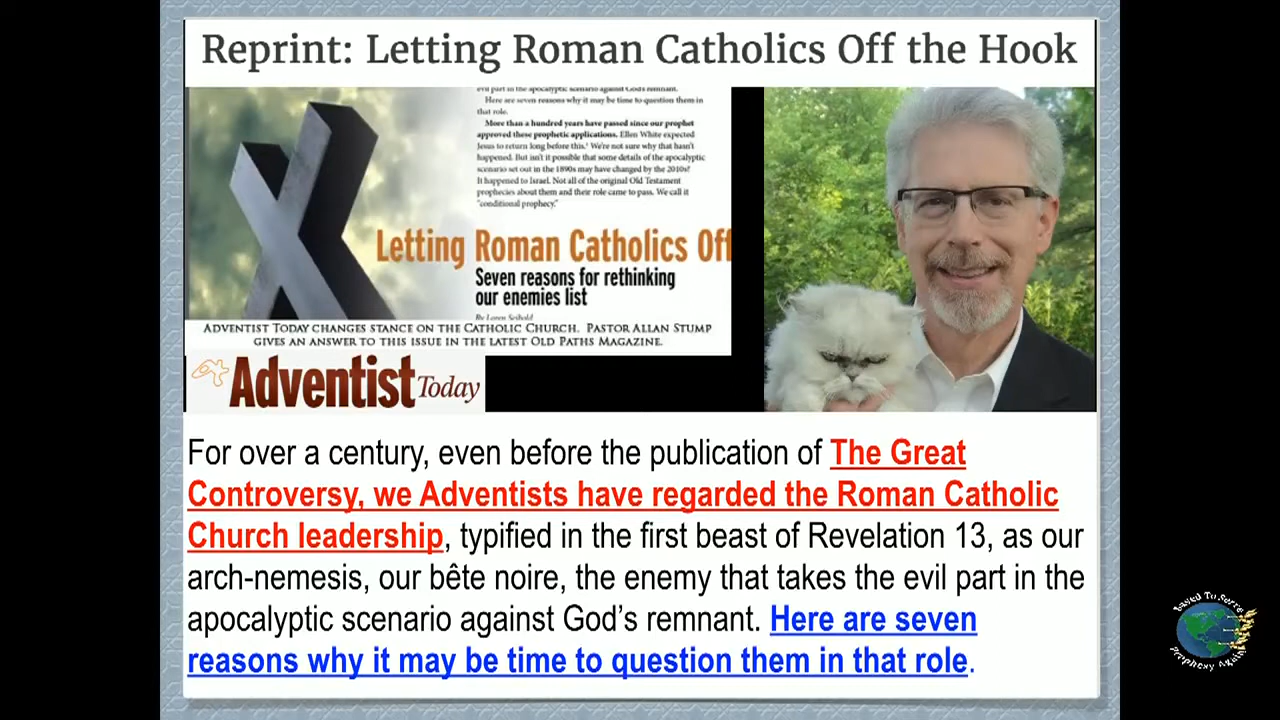 Reprint: Letting Roman Catholics Off the Hook
evil part in the apocalyptic scenario against God's remnant.
Here are seven reasons why it may be time to question them in
that role.
More than a hundred years have passed since our prophet
approved these prophetic applications. Ellen White expected
Jesus to return long before this.¹ We're not sure why that hasn't
happened. But isn't it possible that some details of the apocalyptic
scenario set out in the 1890s may have changed by the 2010s?
It happened to Israel. Not all of the original Old Testament
prophecies about them and their role came to pass. We call it
"conditional prophecy."
Letting Roman Catholics Off
Seven reasons for rethinking
our enemies list
By Loren Seibold
ADVENTIST TODAY CHANGES STANCE ON THE CATHOLIC CHURCH. PASTOR ALLAN STUMP
GIVES AN ANSWER TO THIS ISSUE IN THE LATEST OLD PATHS MAGAZINE.
Adventist Today
For over a century, even before the publication of The Great
Controversy, we Adventists have regarded the Roman Catholic
Church leadership, typified in the first beast of Revelation 13, as our
arch-nemesis, our bête noire, the enemy that takes the evil part in the
apocalyptic scenario against God's remnant. Here are seven
reasons why it may be time to question them in that role.
Prophecy Again